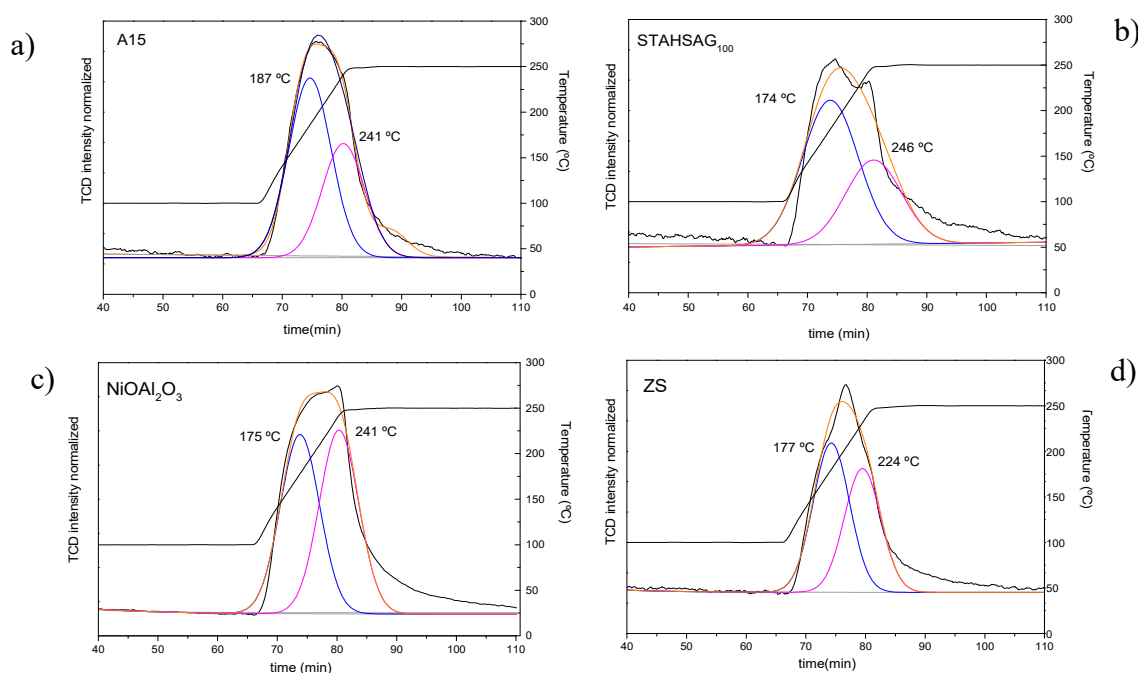 a)
A15
187 ºC
241 ºC
TCD intensity normalized
Temperature (ºC)
300
250
200
150
100
50
0
40 50 60 70 80 90 100 110
time(min)
b)
STAHSAG100
174 ºC
246 ºC
TCD intensity normalized
Temperature (ºC)
300
250
200
150
100
50
0
40 50 60 70 80 90 100 110
time (min)
c)
NiOAl2O3
175 ºC
241 ºC
TCD intensity normalized
Temperature (ºC)
300
250
200
150
100
50
0
40 50 60 70 80 90 100 110
time (min)
d)
ZS
177 ºC
224 ºC
TCD intensity normalized
Temperature (ºC)
300
250
200
150
100
50
0
40 50 60 70 80 90 100 110
time(min)